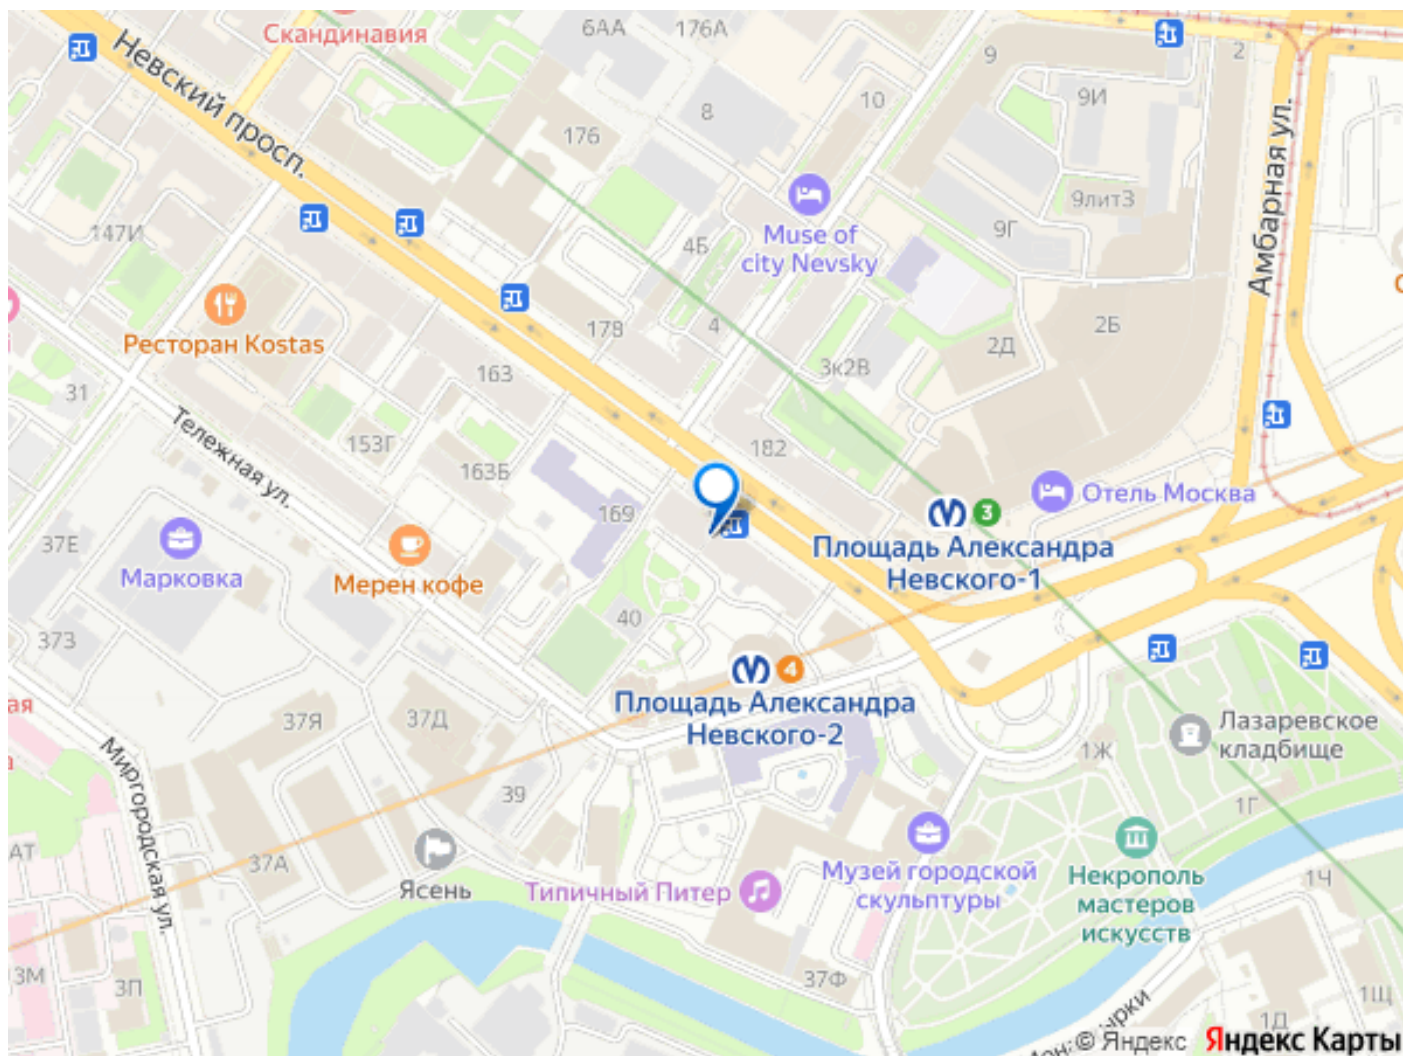 Скандинавия
6АА
176А
9
2
Невский просп.
10
9И
8
176
Амбарная ул.
9лит3
147И
4Б
9Г
Muse of
city Nevsky
178
4
2Б
Ресторан Kostas
2Д
163
3к2В
31
Тележная ул.
153Г
163Б
182
Отель Москва
169
3
37Е
Площадь Александра
Невского-1
Марковка
Мерен кофе
40
373
4
Площадь Александра
Невского-2
ая
37Я
37Д
Лазаревское
кладбище
1Ж
Миргородская ул.
39
1Г
АТ
37А
Ясень
Типичный Питер
Музей городской
скульптуры
Некрополь
мастеров
искусств
1Ч
13М
3П
37Ф
1Щ
1Д
© Яндекс
Яндекс Карты